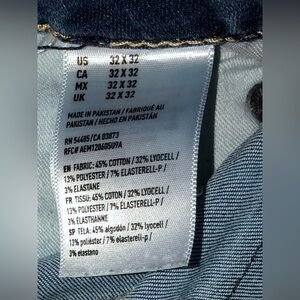 US 32 X 32
CA 32 X 32
MX 32 X 32
UK 32 X 32
MADE IN PAKISTAN / FABRIQUÉ AU
PAKISTAN / HECHO EN PAKISTÁN
RN 54485/CA 03873
RFC# AEM120605U9A
EN FABRIC: 45% COTTON / 32% LYOCELL /
13% POLYESTER / 7% ELASTERELL-P /
3% ELASTANE
FR TISSU: 45% COTON / 32% LYOCELL /
13% POLYESTER / 7% ÉLASTERELL-P /
3% ÉLASTHANNE
SP TELA: 45% algodón / 32% lyocell /
13% poliéster / 7% elasterell-p /
3% elastano